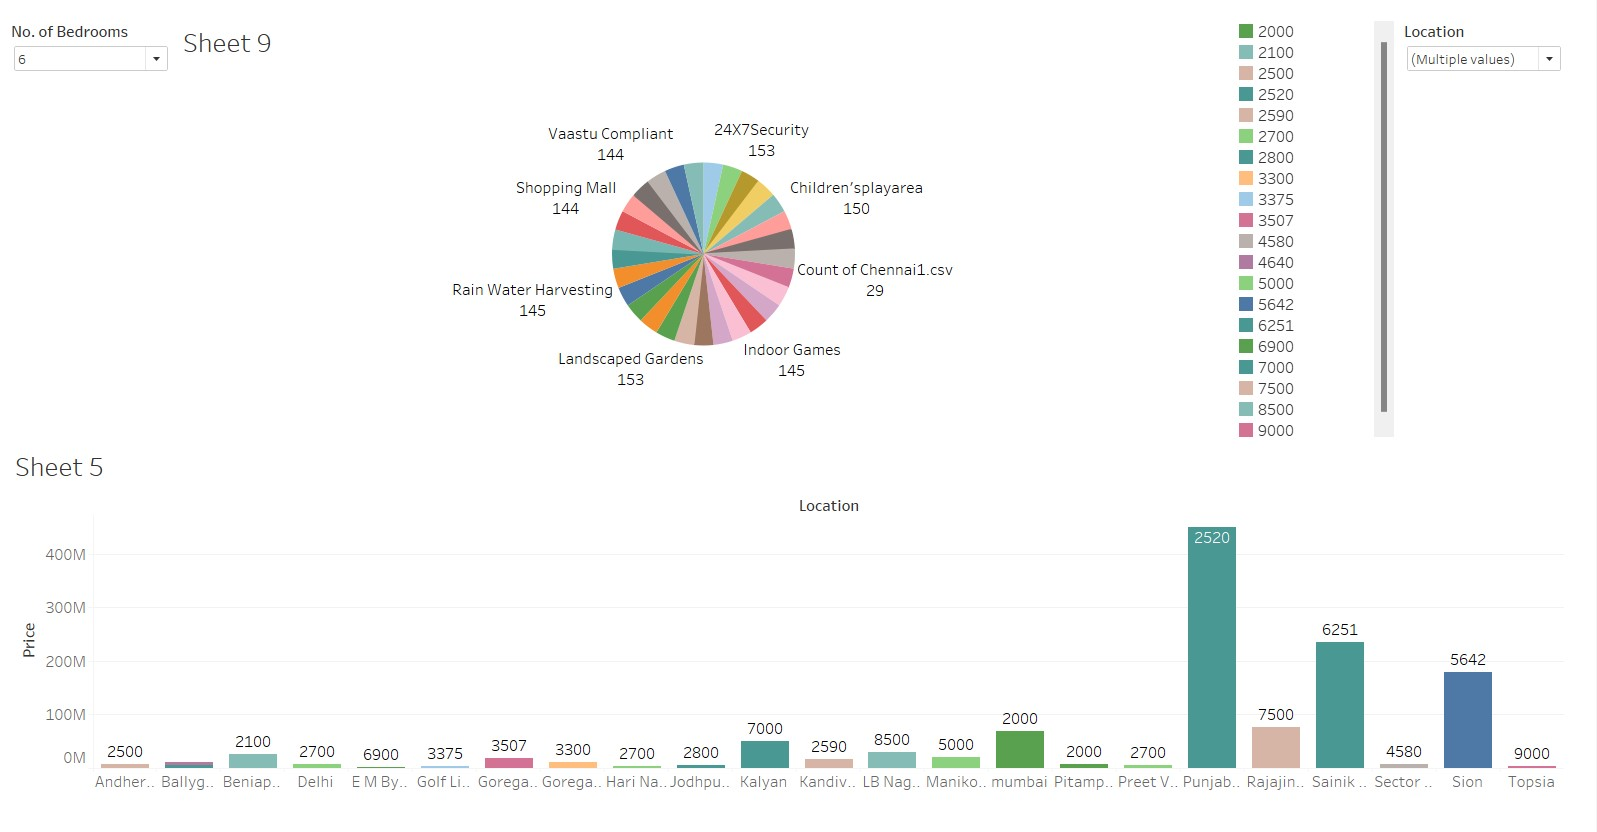 No. of Bedrooms
6
Sheet 9
Vaastu Compliant
144
24X7Security
153
Shopping Mall
144
Children'splayarea
150
Count of Chennai1.csv
29
Rain Water Harvesting
145
Landscaped Gardens
153
Indoor Games
145
2000
2100
2500
2520
2590
2700
2800
3300
3375
3507
4580
4640
5000
5642
6251
6900
7000
7500
8500
9000
Location
(Multiple values)
Sheet 5
Location
Price
400M
300M
200M
100M
0M
2500 2100 2700 6900 3375 3507 3300 2700 2800 7000 2590 8500 5000 2000 2000 2700 2520 7500 6251 4580 5642 9000
Andher.. Ballyg.. Beniap.. Delhi E M By.. Golf Li.. Gorega.. Gorega.. Hari Na.. Jodhpu.. Kalyan Kandiv.. LB Nag.. Maniko.. mumbai Pitamp.. Preet V.. Punjab.. Rajajin.. Sainik .. Sector .. Sion Topsia